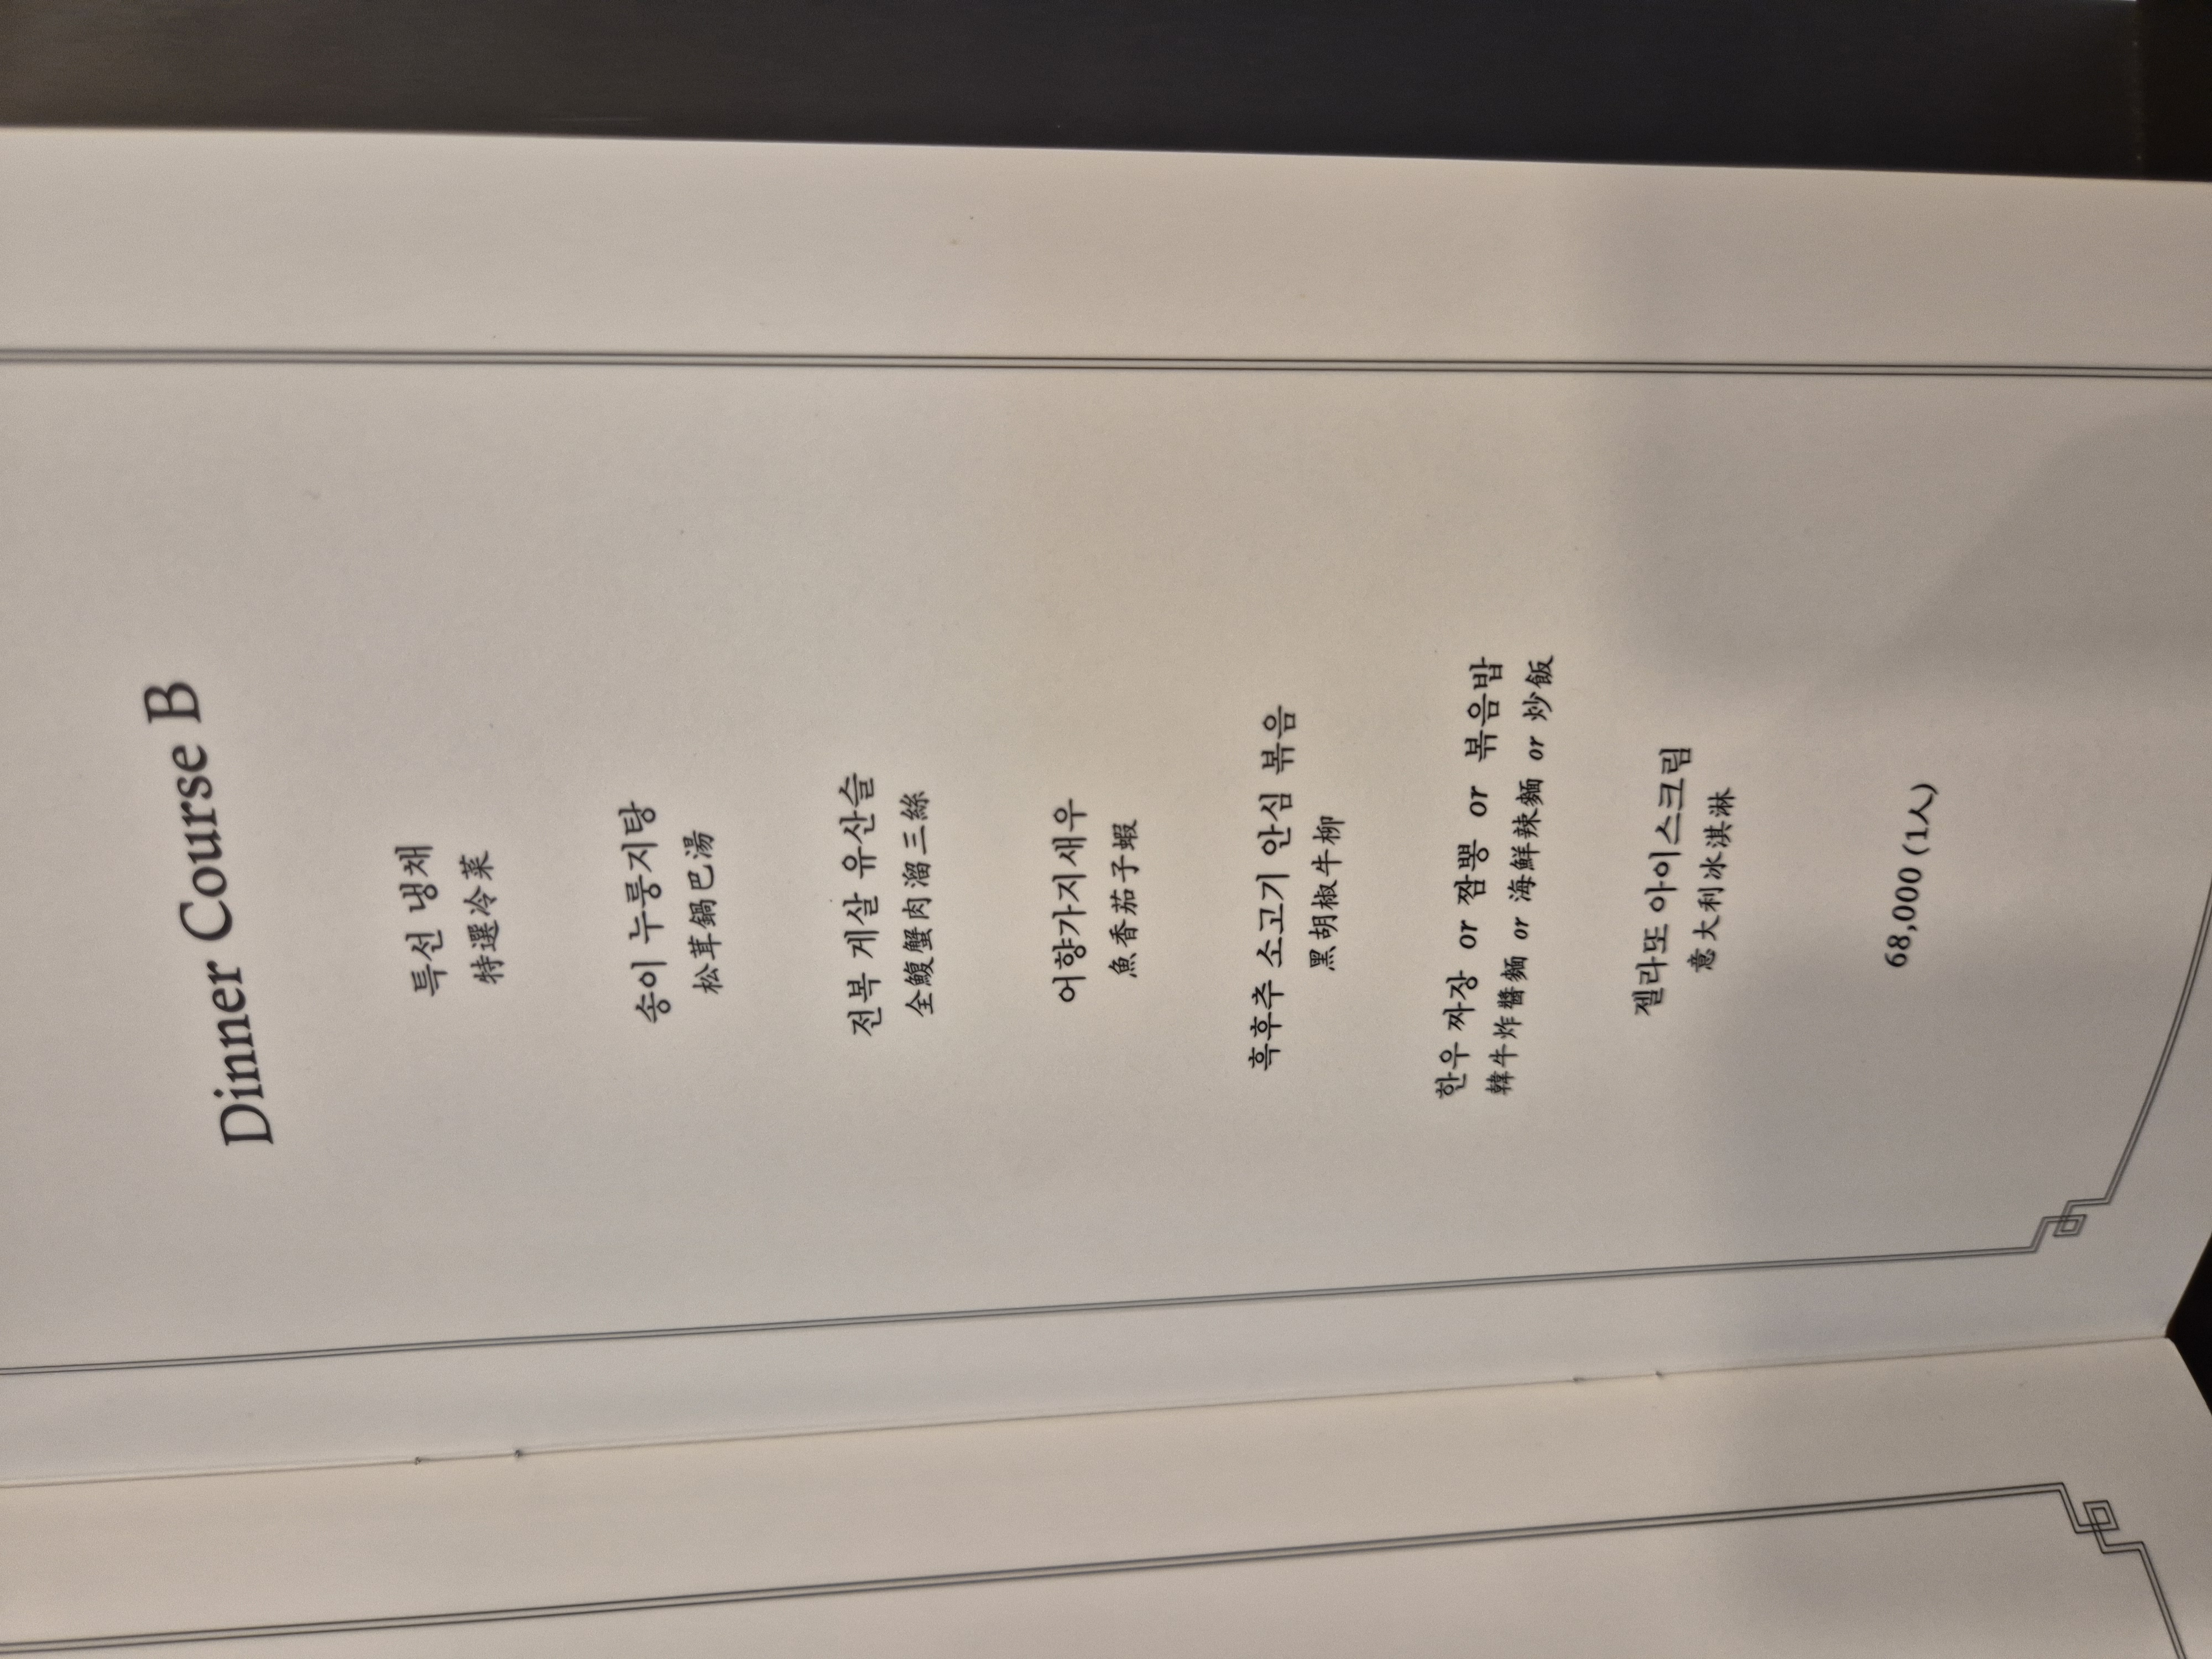 Dinner Course B
특선 냉채
特選冷菜
송이 누룽지탕
松茸鍋巴湯
전복 게살 유산슬
全鰒蟹肉溜三絲
어향가지새우
魚香茄子蝦
흑후추 소고기 안심 볶음
黑胡椒牛柳
한우 짜장 or 짬뽕 or 볶음밥
韓牛炸醬麵 or 海鮮辣麵 or 炒飯
젤라또 아이스크림
意大利冰淇淋
68,000 (1人)